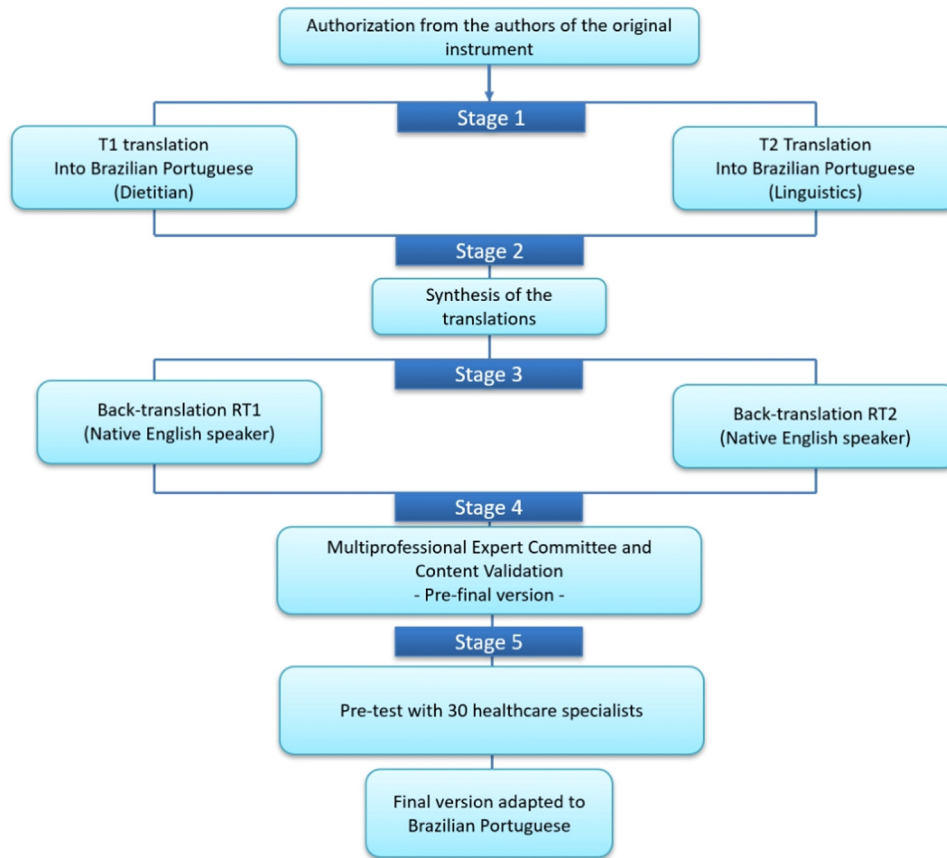 Authorization from the authors of the original
instrument
Stage 1
T1 translation
Into Brazilian Portuguese
(Dietitian)
T2 Translation
Into Brazilian Portuguese
(Linguistics)
Stage 2
Synthesis of the
translations
Stage 3
Back-translation RT1
(Native English speaker)
Back-translation RT2
(Native English speaker)
Stage 4
Multiprofessional Expert Committee and
Content Validation
- Pre-final version -
Stage 5
Pre-test with 30 healthcare specialists
Final version adapted to
Brazilian Portuguese